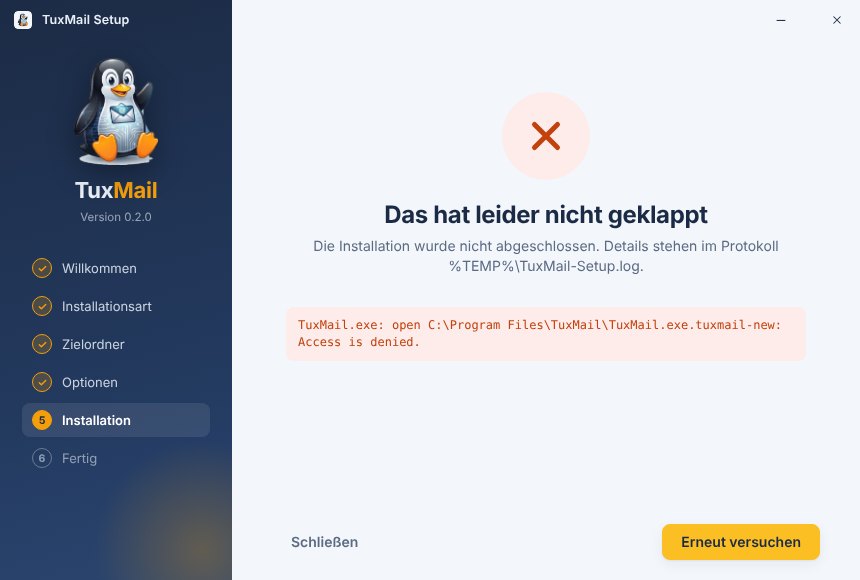 TuxMail Setup
TuxMail
Version 0.2.0
Willkommen
Installationsart
Zielordner
Optionen
5 Installation
6 Fertig
Das hat leider nicht geklappt
Die Installation wurde nicht abgeschlossen. Details stehen im Protokoll
%TEMP%\TuxMail-Setup.log.
TuxMail.exe: open C:\Program Files\TuxMail\TuxMail.exe.tuxmail-new:
Access is denied.
Schließen
Erneut versuchen